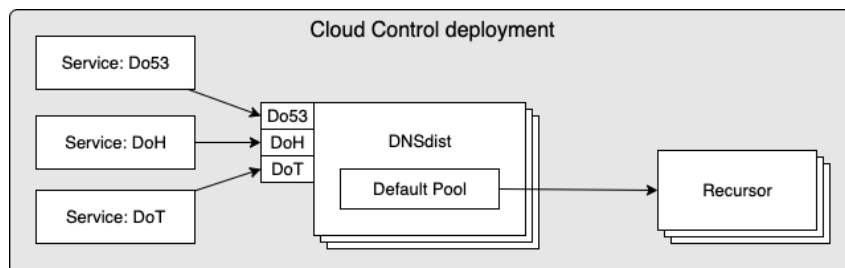 Cloud Control deployment
Service: Do53
Service: DoH
Service: DoT
Do53
DoH
DoT
DNSdist
Default Pool
Recursor